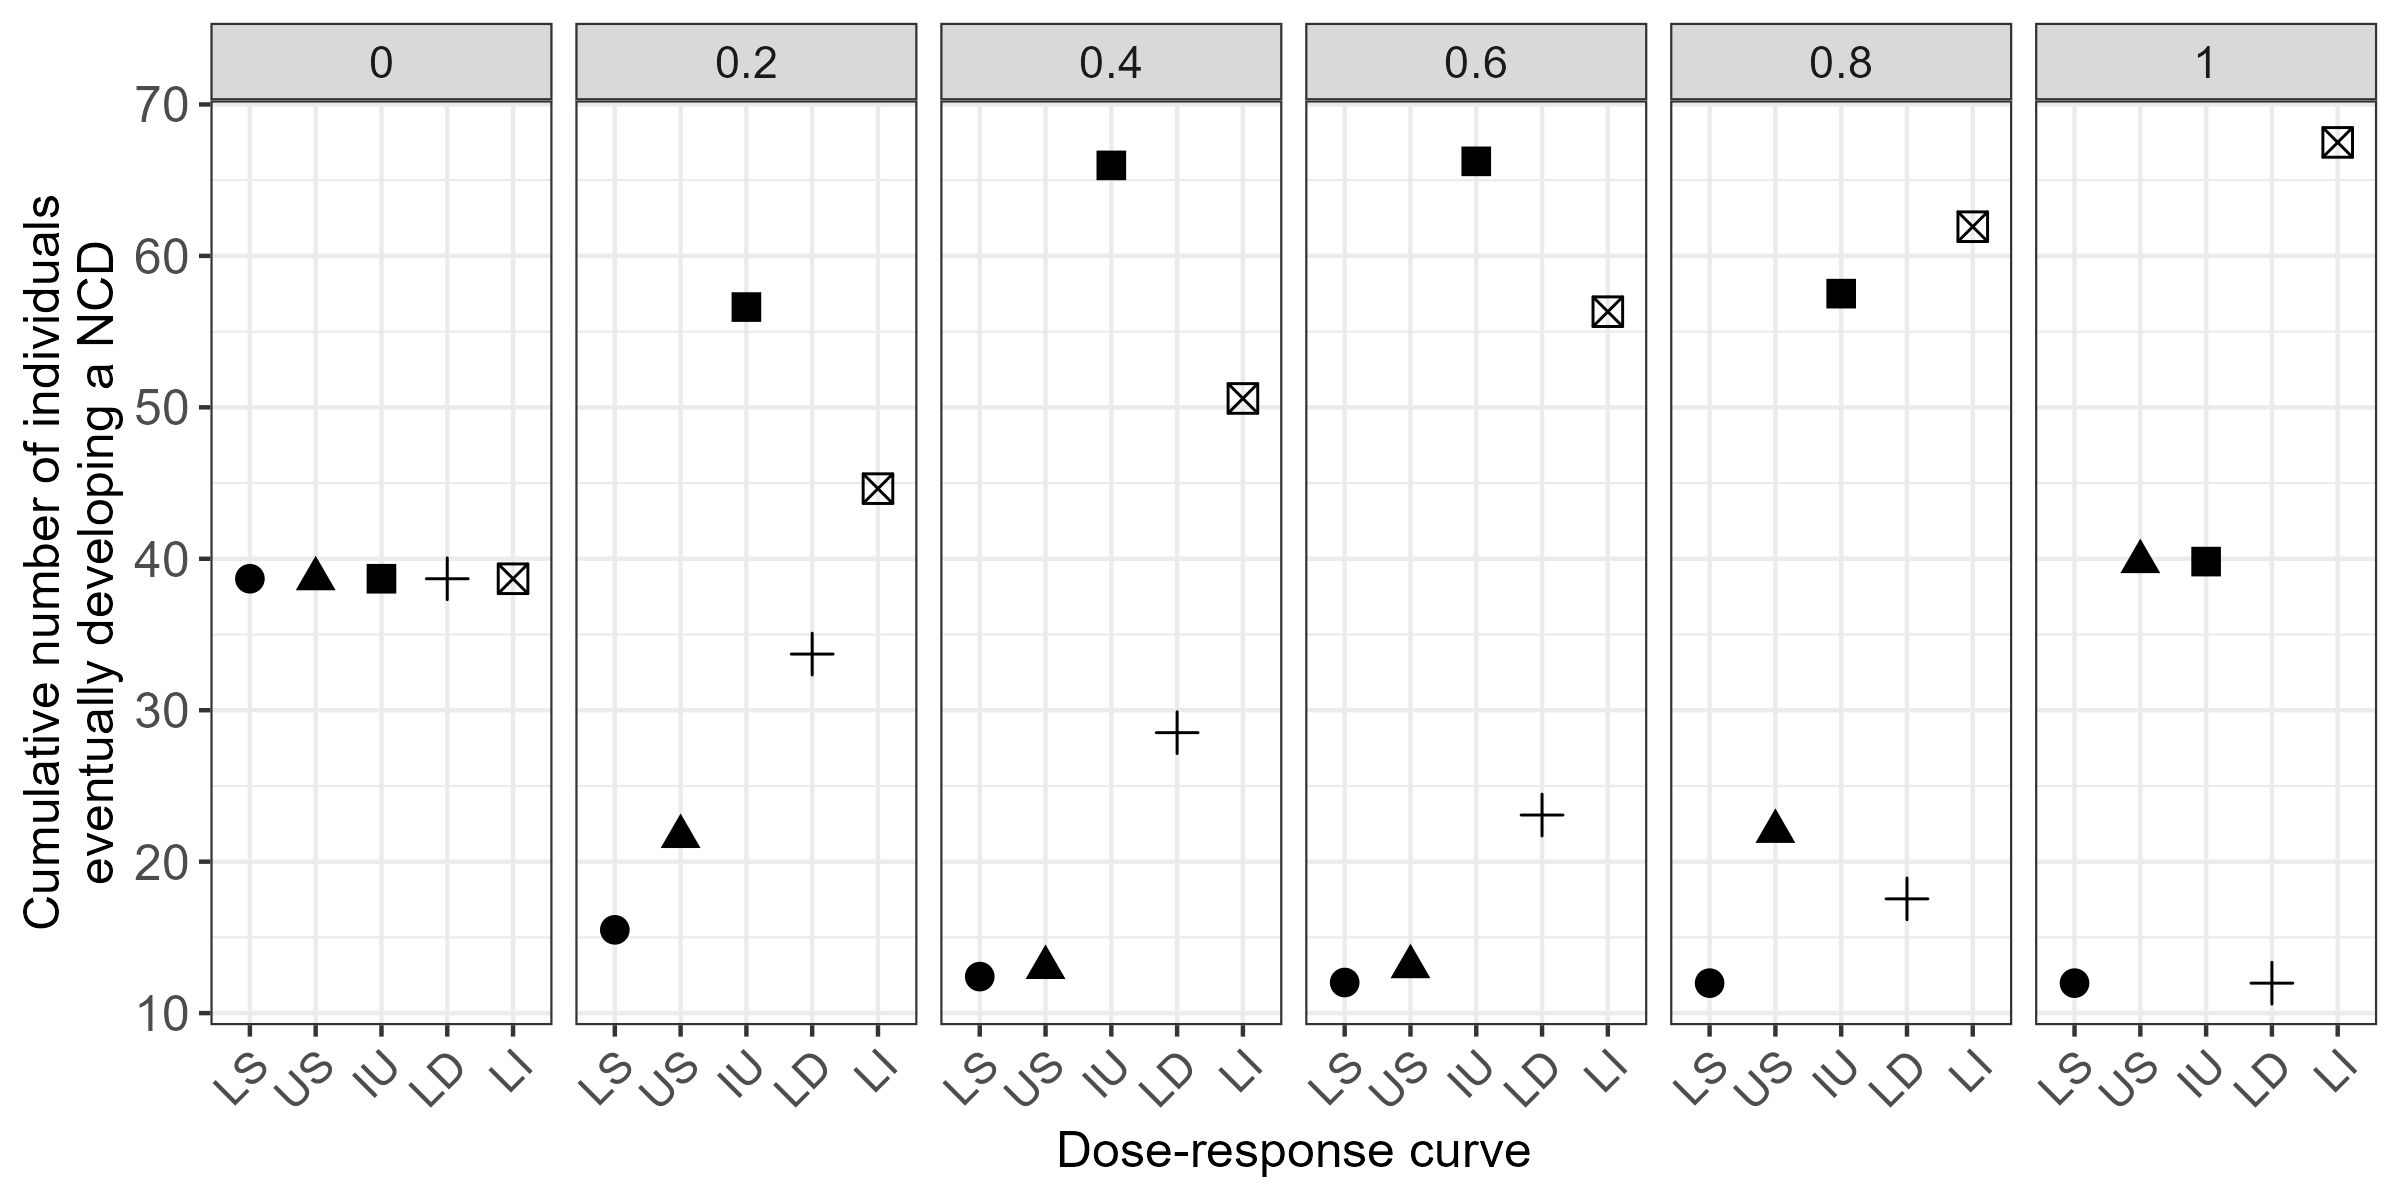 0 0.2 0.4 0.6 0.8 1
Cumulative number of individuals
eventually developing a NCD
70
60
50
40
30
20
10
LS US IU LD LI LS US IU LD LI LS US IU LD LI LS US IU LD LI LS US IU LD LI LS US IU LD LI
Dose-response curve